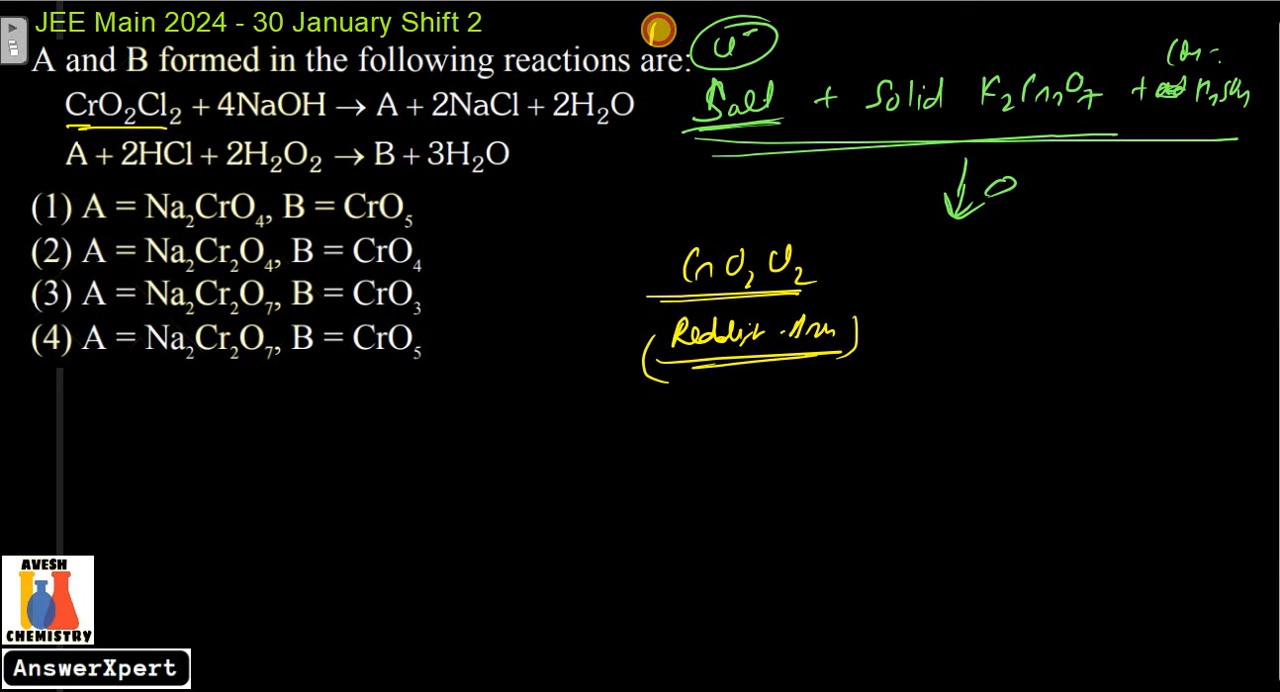 JEE Main 2024 - 30 January Shift 2
A and B formed in the following reactions are:
CrO₂Cl₂ + 4NaOH → A + 2NaCl + 2H₂O
A + 2HCl + 2H₂O₂ → B + 3H₂O
(1) A = Na₂CrO₄, B = CrO₅
(2) A = Na₂Cr₂O₄, B = CrO₄
(3) A = Na₂Cr₂O₇, B = CrO₃
(4) A = Na₂Cr₂O₇, B = CrO₅
Cl⁻
Salt + Solid K₂Cr₂O₇ + H₂SO₄
CrO₂Cl₂
AVESH
CHEMISTRY
AnswerXpert